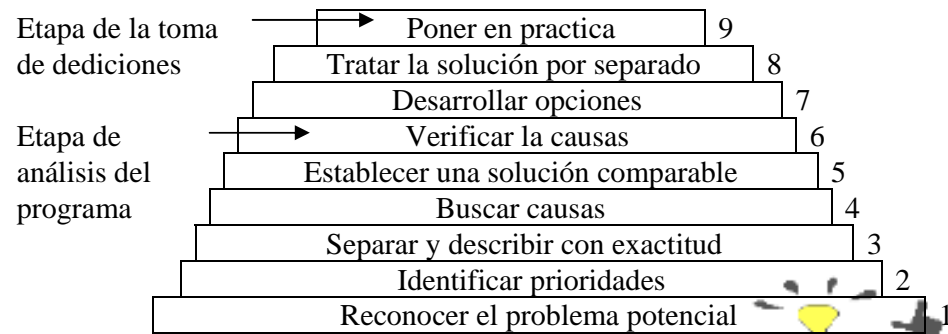 Etapa de la toma
de dediciones
Poner en practica 9
Tratar la solución por separado 8
Desarrollar opciones 7
Etapa de
análisis del
programa
Verificar la causas 6
Establecer una solución comparable 5
Buscar causas 4
Separar y describir con exactitud 3
Identificar prioridades 2
Reconocer el problema potencial 1